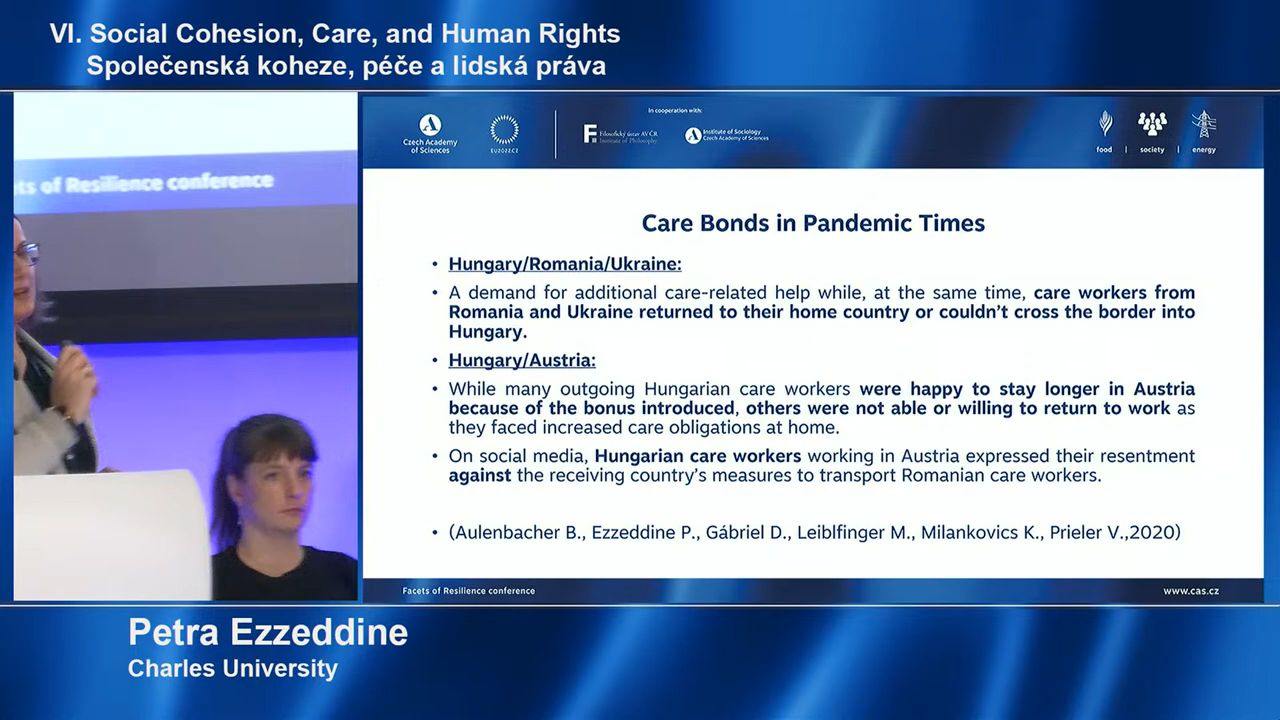 VI. Social Cohesion, Care, and Human Rights
Společenská koheze, péče a lidská práva
ts of Resilience conference
Czech Academy
of Sciences
EU2022.CZ
In cooperation with:
Filosofický ústav AV ČR
Institute of Philosophy
Institute of Sociology
Czech Academy of Sciences
food | society | energy
Care Bonds in Pandemic Times
• Hungary/Romania/Ukraine:
• A demand for additional care-related help while, at the same time, care workers from
Romania and Ukraine returned to their home country or couldn't cross the border into
Hungary.
• Hungary/Austria:
• While many outgoing Hungarian care workers were happy to stay longer in Austria
because of the bonus introduced, others were not able or willing to return to work as
they faced increased care obligations at home.
• On social media, Hungarian care workers working in Austria expressed their resentment
against the receiving country's measures to transport Romanian care workers.
• (Aulenbacher B., Ezzeddine P., Gábriel D., Leiblfinger M., Milankovics K., Prieler V.,2020)
Facets of Resilience conference
www.cas.cz
Petra Ezzeddine
Charles University